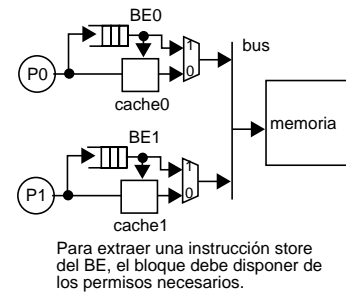 BE0
bus
1
P0
0
cache0
memoria
BE1
1
P1
0
cache1
Para extraer una instrucción store
del BE, el bloque debe disponer de
los permisos necesarios.